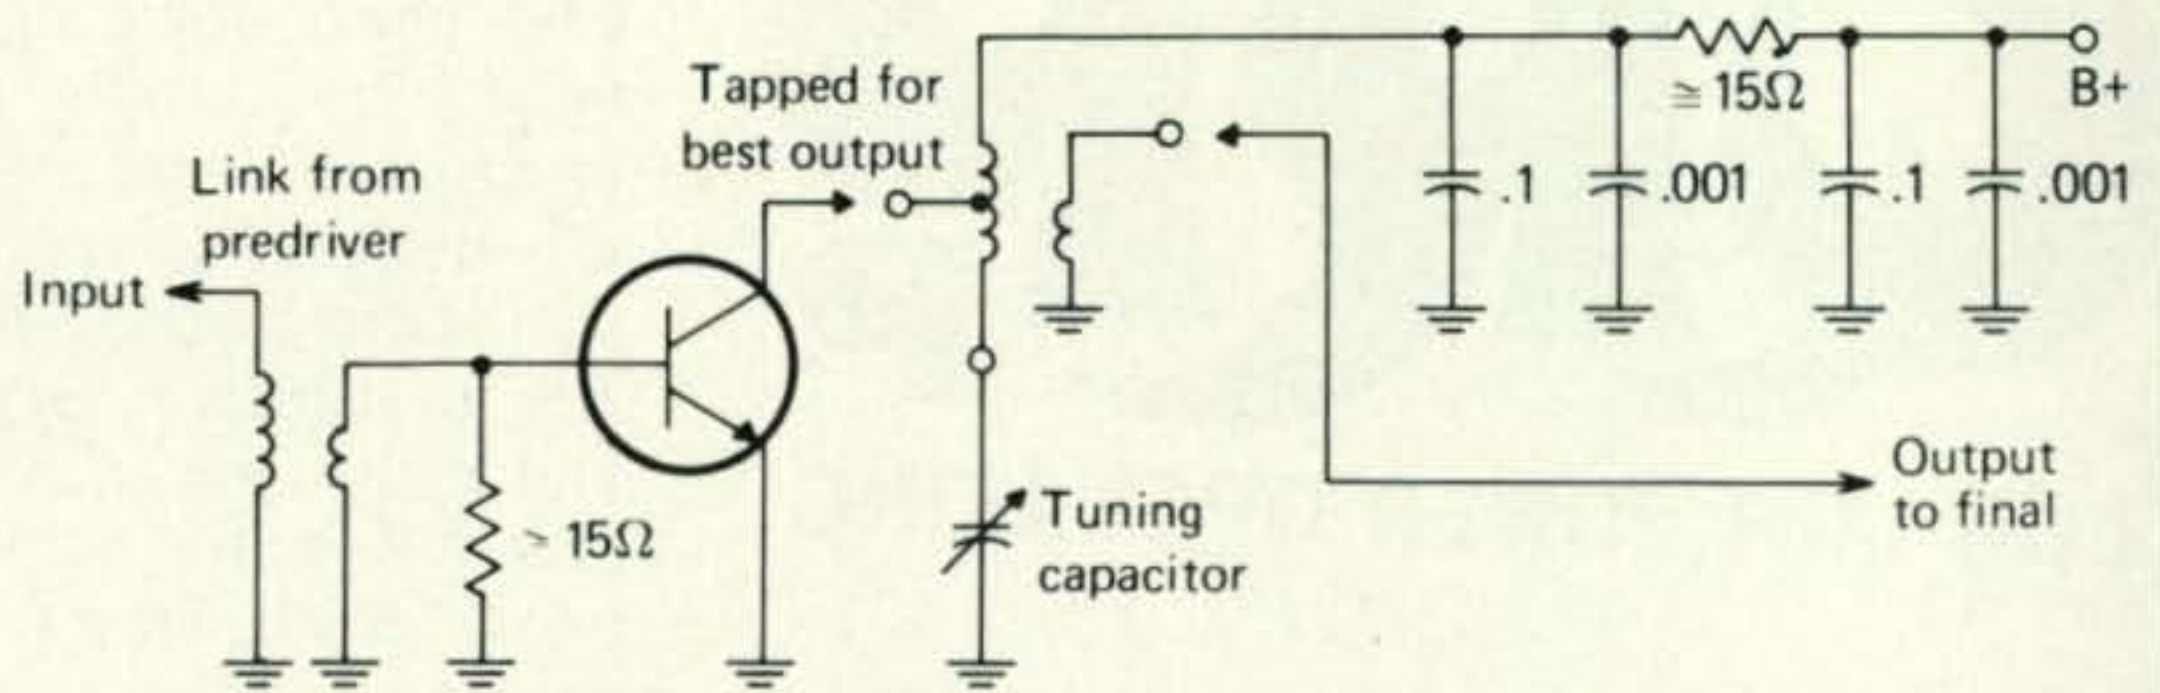 Tapped for
best output
≅ 15Ω
B+
Link from
predriver
.1
.001
.1
.001
Input
Output
to final
Tuning
capacitor
≃ 15Ω